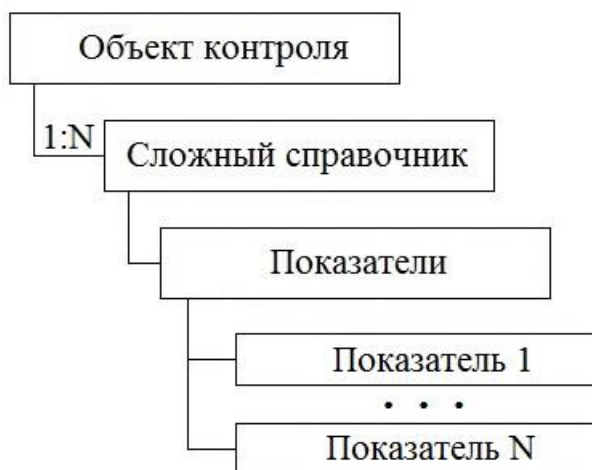 Объект контроля
1:N
Сложный справочник
Показатели
Показатель 1
• • •
Показатель N